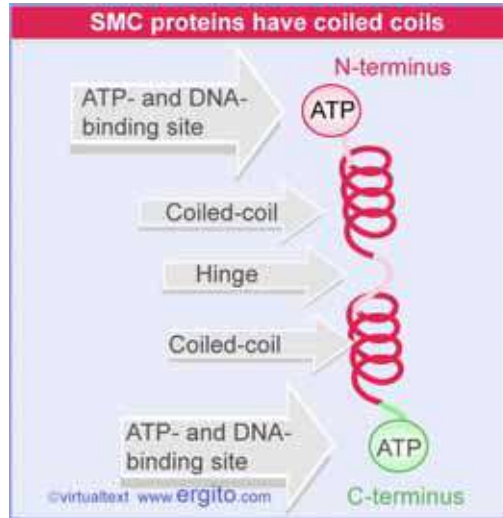 SMC proteins have coiled coils
N-terminus
ATP- and DNA-
binding site
ATP
Coiled-coil
Hinge
Coiled-coil
ATP- and DNA-
binding site
ATP
©virtualtext www.ergito.com
C-terminus